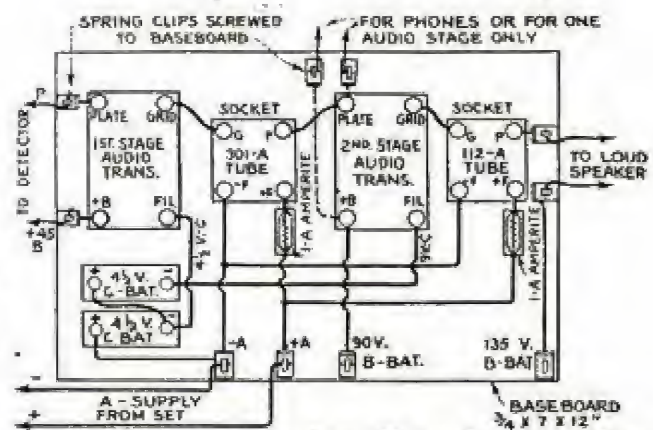 SPRING CLIPS SCREWED
TO BASEBOARD
FOR PHONES OR FOR ONE
AUDIO STAGE ONLY
P
PLATE
GRID
1ST. STAGE
AUDIO
TRANS.
+B
FIL
TO DETECTOR
+45
B
SOCKET
G
P
301-A
TUBE
-F
+F
1-A AMPERITE
4½ V.-C
PLATE
GRID
2ND. STAGE
AUDIO
TRANS.
+B
FIL
9V-C
SOCKET
G
P
112-A
TUBE
-F
+F
1-A AMPERITE
TO LOUD
SPEAKER
+
4½ V.
-
C-BAT.
+
4½ V.
-
C BAT
-A
+A
90V.
B-BAT.
135 V.
B-BAT
-
A-SUPPLY
FROM SET
+
BASEBOARD
¾ X 7 X 12"